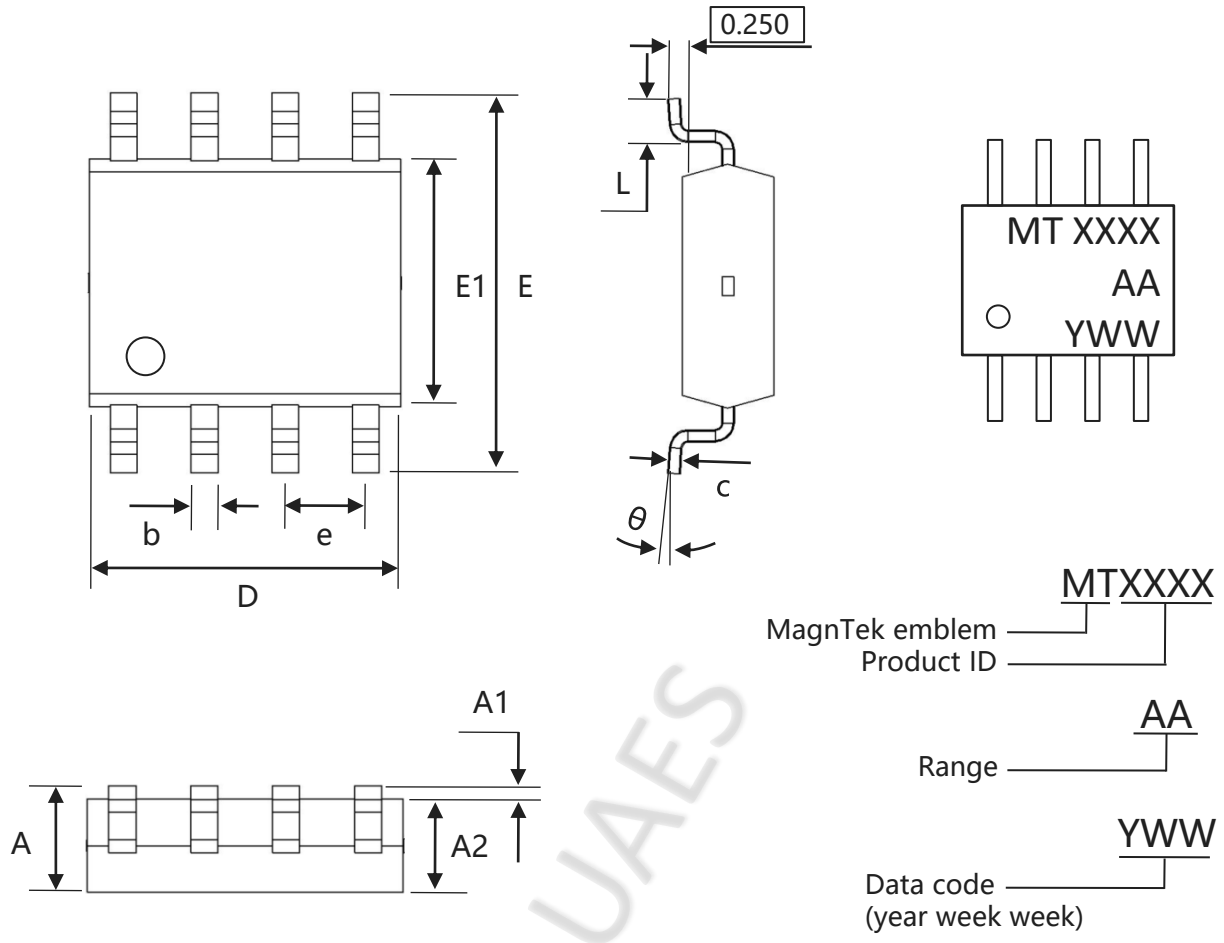 0.250
L
E1
E
b
e
D
c
θ
MT XXXX
AA
YWW
MTXXXX
MagnTek emblem
Product ID
AA
Range
YWW
Data code
(year week week)
A1
A
A2
UAES